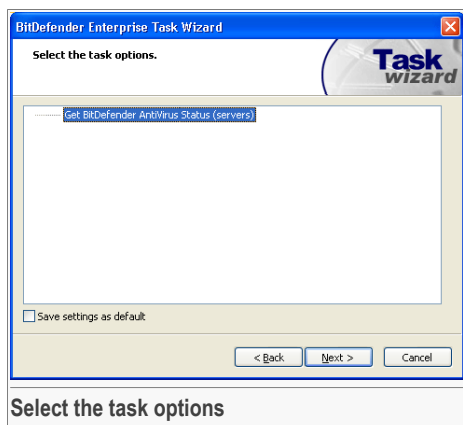 BitDefender Enterprise Task Wizard
Select the task options.
Task
wizard
Get BitDefender AntiVirus Status (servers)
Save settings as default
< Back
Next >
Cancel
Select the task options